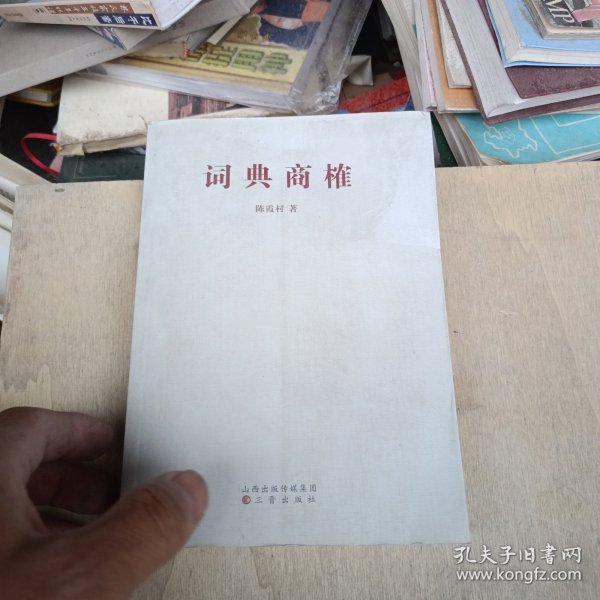 词典商榷
陈霞村 著
山西出版传媒集团
三晋出版社
孔夫子旧书网
www.kongfz.com